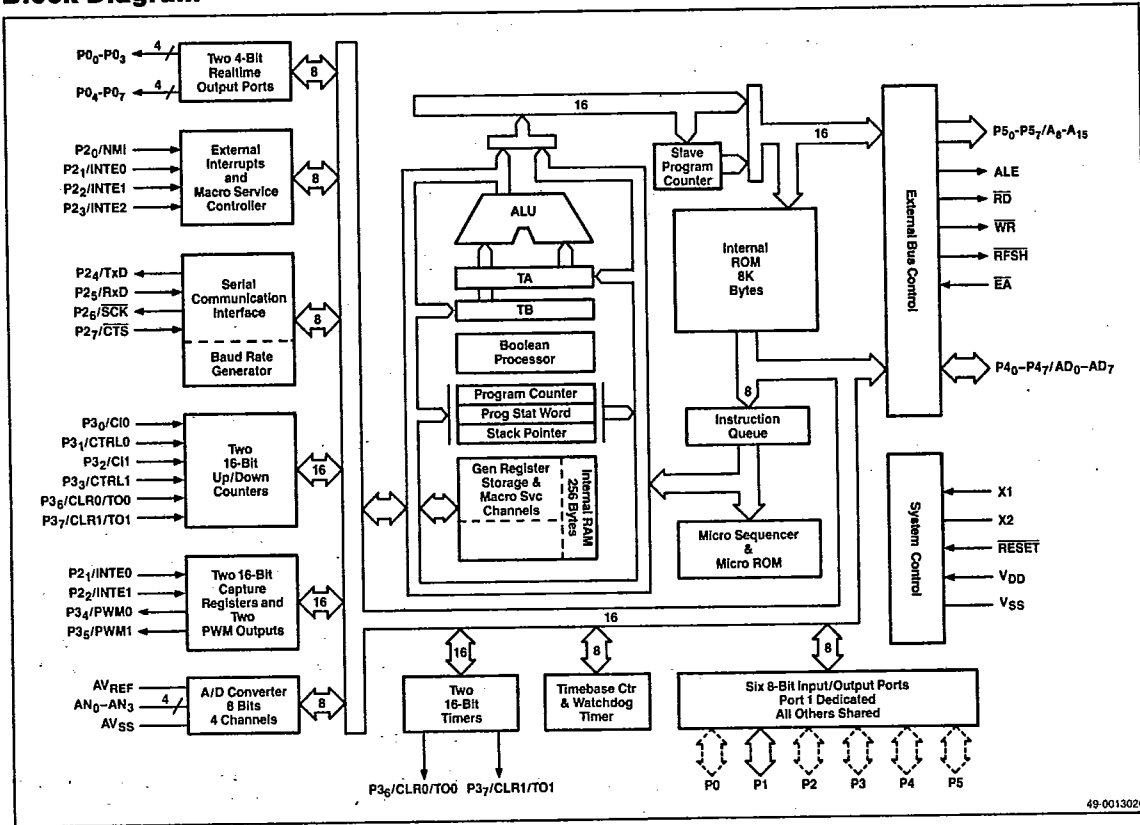 Block Diagram
P0₀-P0₃
4
P0₄-P0₇
4
Two 4-Bit
Realtime
Output Ports
8
P2₀/NMI
P2₁/INTE0
P2₂/INTE1
P2₃/INTE2
External
Interrupts
and
Macro Service
Controller
8
P2₄/TxD
P2₅/RxD
P2₆/S̅C̅K̅
P2₇/C̅T̅S̅
Serial
Communication
Interface
Baud Rate
Generator
8
P3₀/CI0
P3₁/CTRL0
P3₂/CI1
P3₃/CTRL1
P3₆/CLR0/TO0
P3₇/CLR1/TO1
Two
16-Bit
Up/Down
Counters
16
P2₁/INTE0
P2₂/INTE1
P3₄/PWM0
P3₅/PWM1
Two 16-Bit
Capture
Registers and
Two
PWM Outputs
16
AV_REF
AN₀-AN₃
4
AV_SS
A/D Converter
8 Bits
4 Channels
8
16
ALU
TA
TB
Boolean
Processor
Program Counter
Prog Stat Word
Stack Pointer
Gen Register
Storage &
Macro Svc
Channels
Internal RAM
256 Bytes
Slave
Program
Counter
16
Internal
ROM
8K
Bytes
8
Instruction
Queue
Micro Sequencer
&
Micro ROM
16
External Bus Control
P5₀-P5₇/A₈-A₁₅
ALE
R̅D̅
W̅R̅
R̅F̅S̅H̅
E̅A̅
P4₀-P4₇/AD₀-AD₇
System Control
X1
X2
R̅E̅S̅E̅T̅
V_DD
V_SS
16
Two
16-Bit
Timers
P3₆/CLR0/TO0 P3₇/CLR1/TO1
8
Timebase Ctr
& Watchdog
Timer
8
Six 8-Bit Input/Output Ports
Port 1 Dedicated
All Others Shared
P0 P1 P2 P3 P4 P5